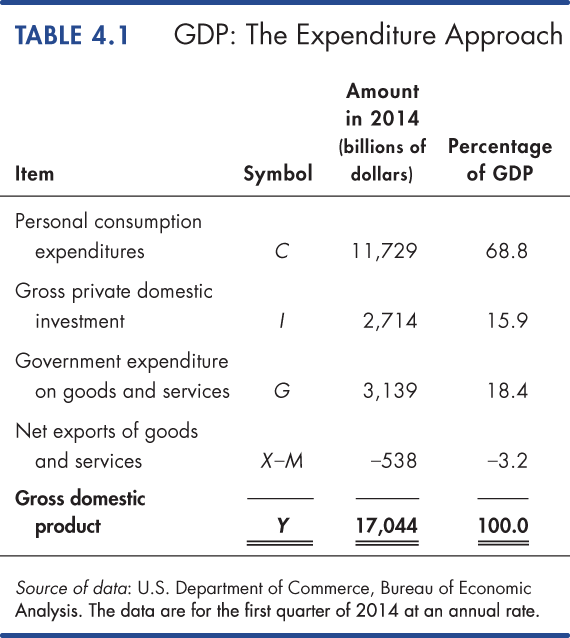 TABLE 4.1 GDP: The Expenditure Approach
Amount
in 2014
(billions of Percentage
Item Symbol dollars) of GDP
Personal consumption
expenditures C 11,729 68.8
Gross private domestic
investment I 2,714 15.9
Government expenditure
on goods and services G 3,139 18.4
Net exports of goods
and services X–M –538 –3.2
Gross domestic
product Y 17,044 100.0
Source of data: U.S. Department of Commerce, Bureau of Economic
Analysis. The data are for the first quarter of 2014 at an annual rate.